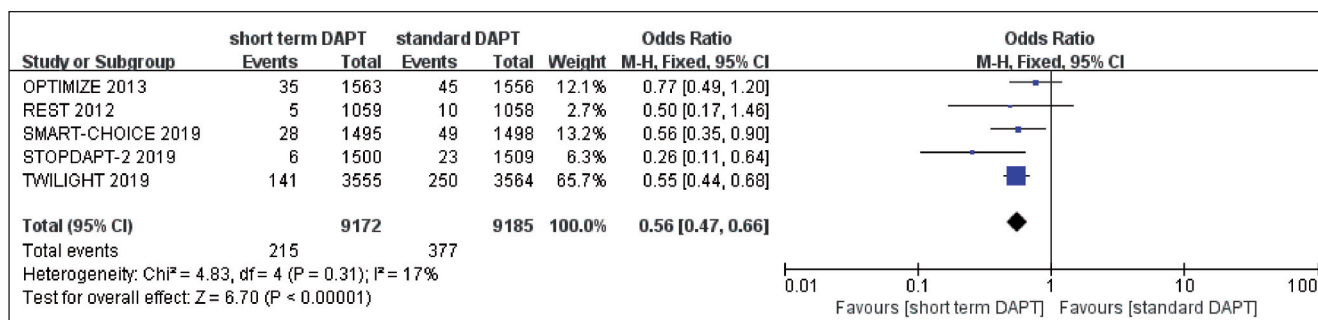 short term DAPT standard DAPT Odds Ratio Odds Ratio
Study or Subgroup Events Total Events Total Weight M-H, Fixed, 95% CI M-H, Fixed, 95% CI
OPTIMIZE 2013 35 1563 45 1556 12.1% 0.77 [0.49, 1.20]
REST 2012 5 1059 10 1058 2.7% 0.50 [0.17, 1.46]
SMART-CHOICE 2019 28 1495 49 1498 13.2% 0.56 [0.35, 0.90]
STOPDAPT-2 2019 6 1500 23 1509 6.3% 0.26 [0.11, 0.64]
TWILIGHT 2019 141 3555 250 3564 65.7% 0.55 [0.44, 0.68]
Total (95% CI) 9172 9185 100.0% 0.56 [0.47, 0.66]
Total events 215 377
Heterogeneity: Chi² = 4.83, df = 4 (P = 0.31); I² = 17%
Test for overall effect: Z = 6.70 (P < 0.00001)
0.01 0.1 1 10 100
Favours [short term DAPT] Favours [standard DAPT]